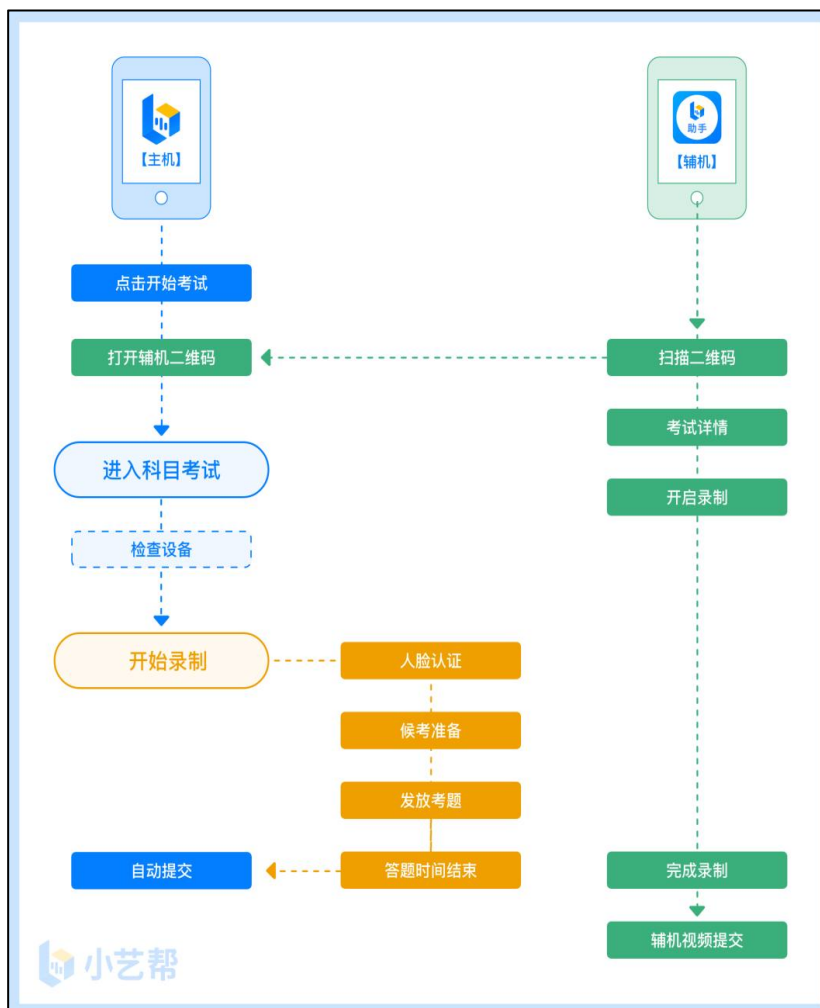 【主机】
助手
【辅机】
点击开始考试
打开辅机二维码
扫描二维码
考试详情
进入科目考试
开启录制
检查设备
开始录制
人脸认证
候考准备
发放考题
自动提交
答题时间结束
完成录制
辅机视频提交
小艺帮